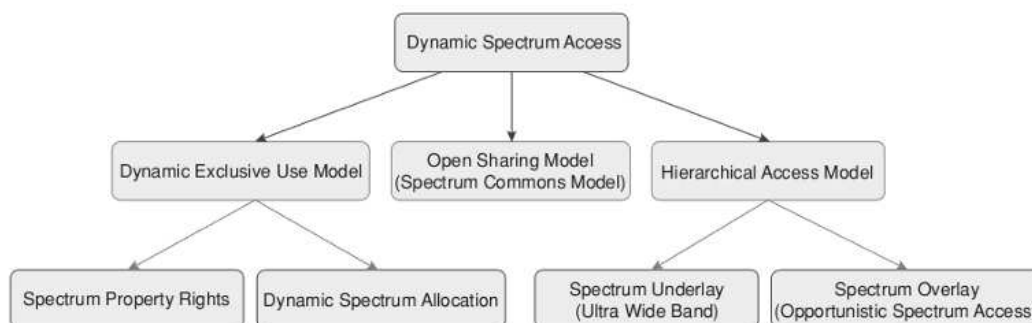 Dynamic Spectrum Access
Dynamic Exclusive Use Model
Open Sharing Model
(Spectrum Commons Model)
Hierarchical Access Model
Spectrum Property Rights
Dynamic Spectrum Allocation
Spectrum Underlay
(Ultra Wide Band)
Spectrum Overlay
(Opportunistic Spectrum Access